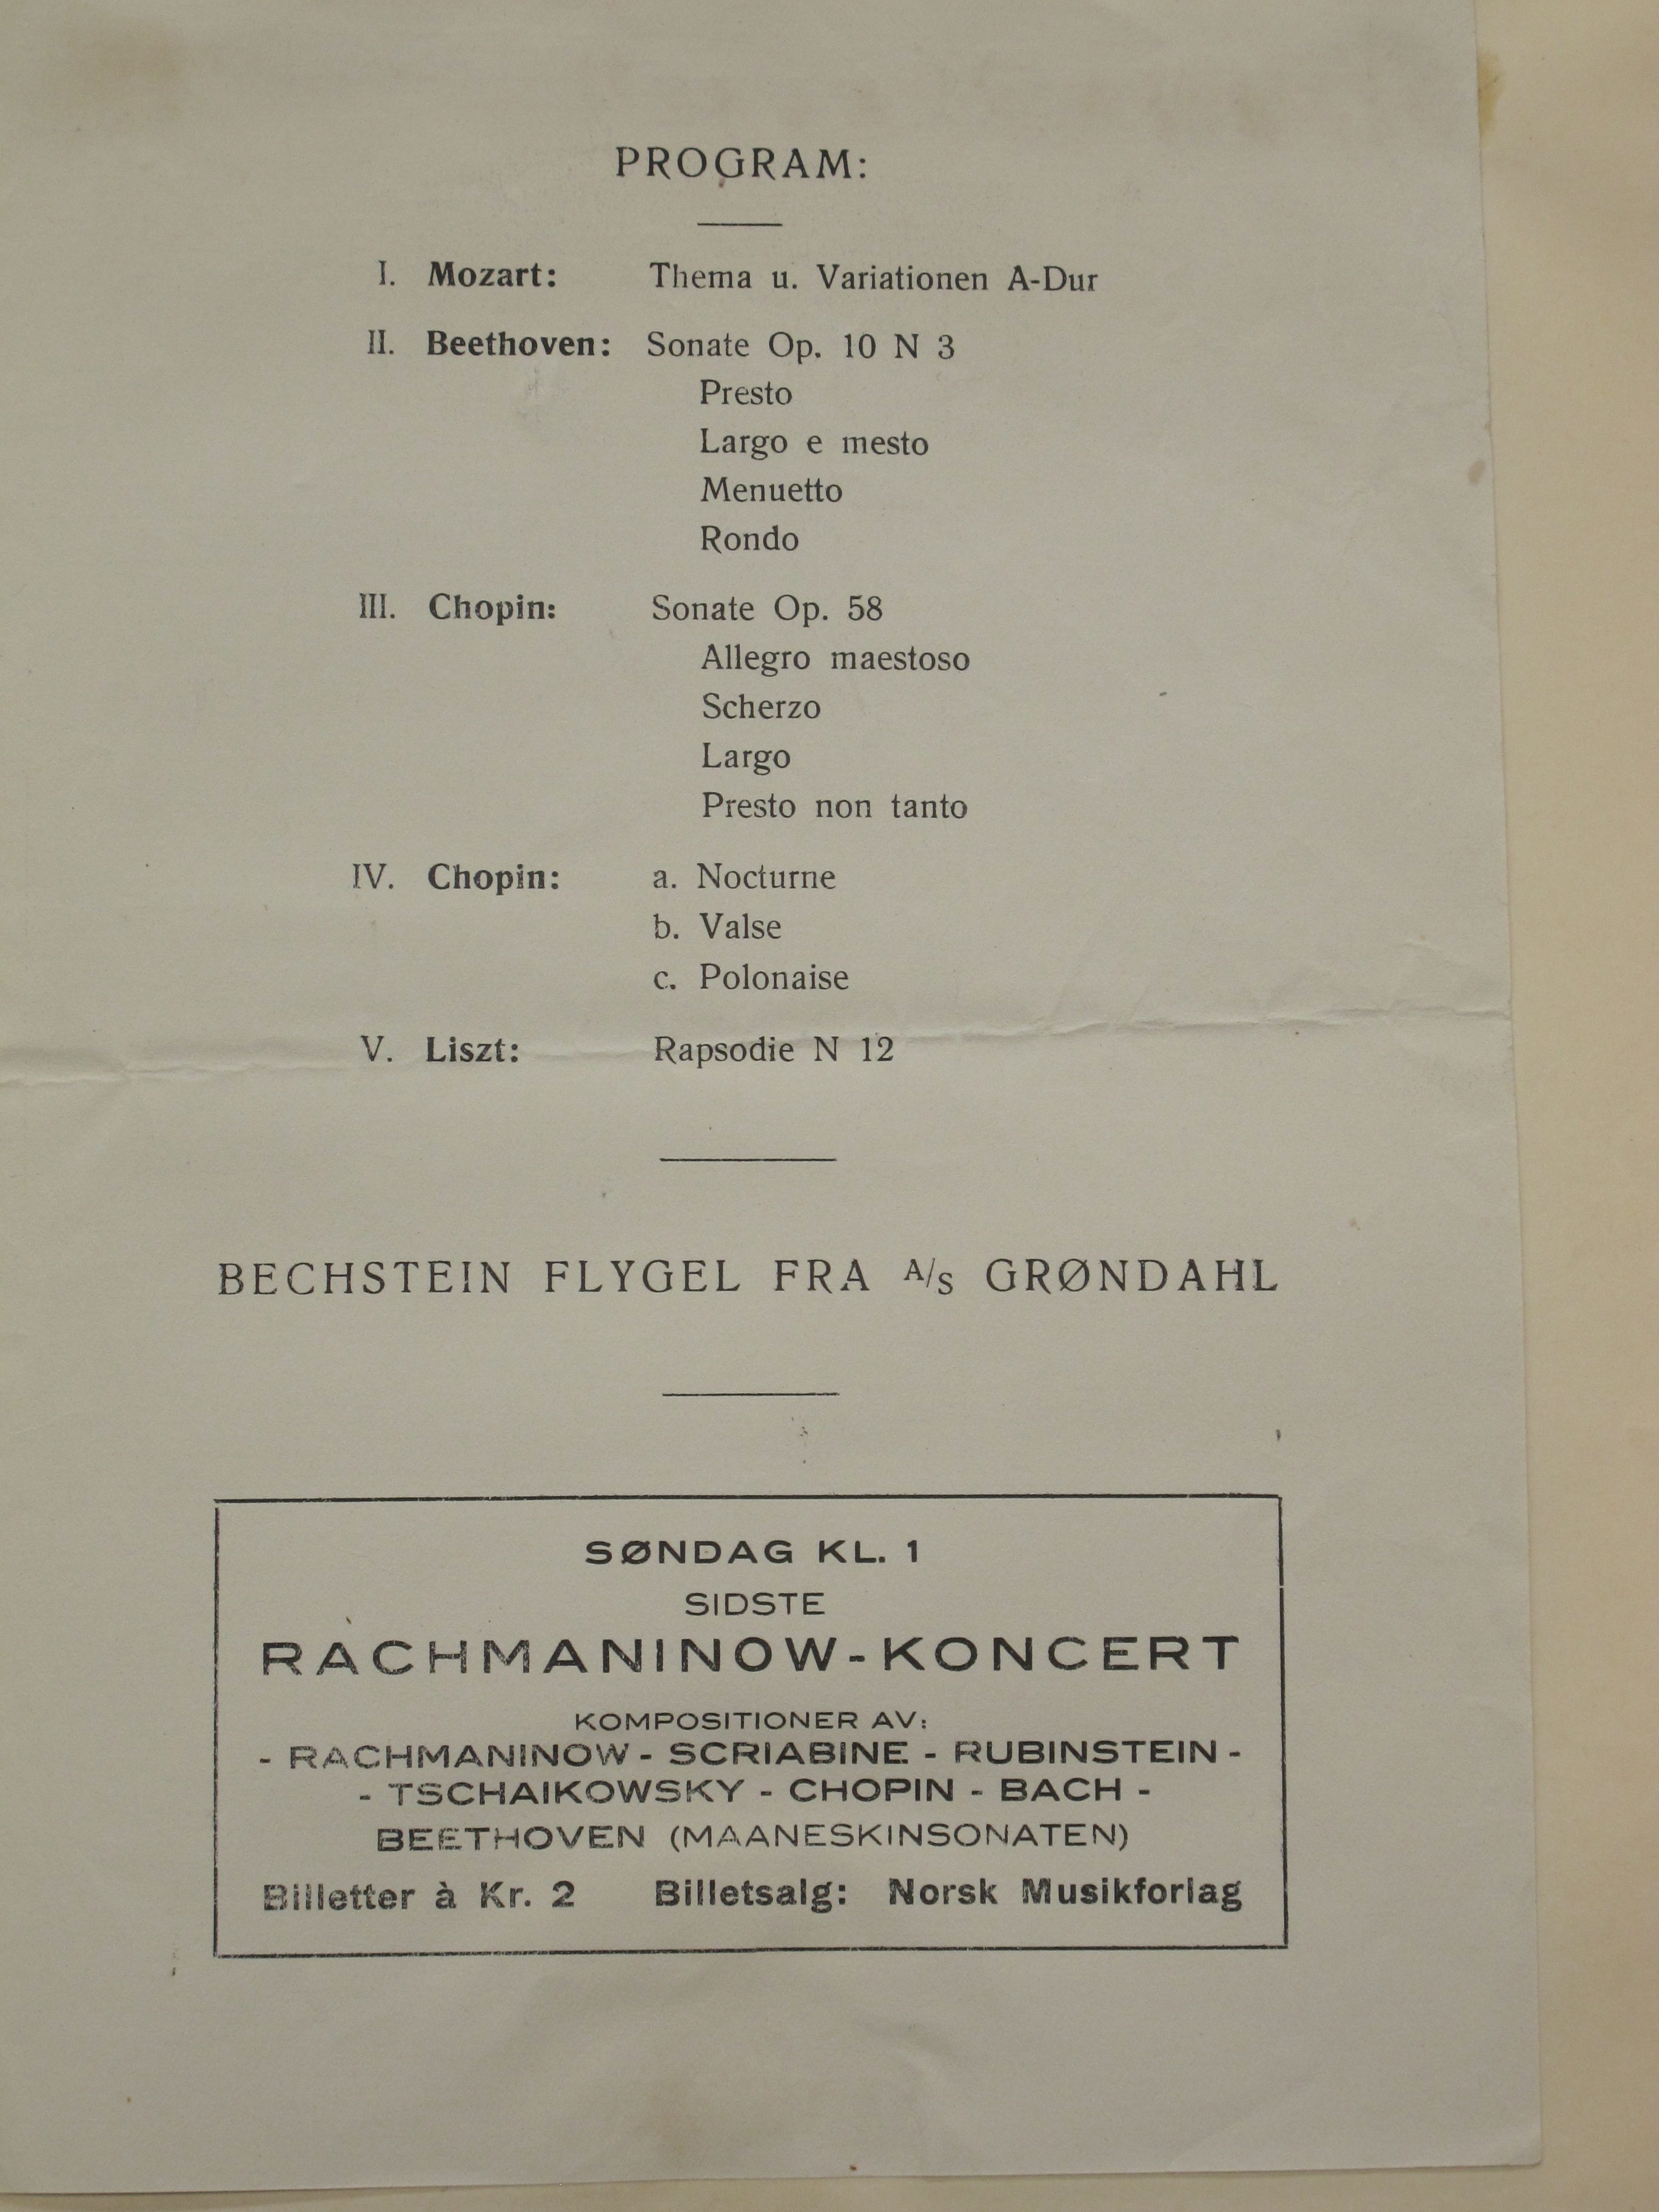 PROGRAM:
I. Mozart: Thema u. Variationen A-Dur
II. Beethoven: Sonate Op. 10 N 3
Presto
Largo e mesto
Menuetto
Rondo
III. Chopin: Sonate Op. 58
Allegro maestoso
Scherzo
Largo
Presto non tanto
IV. Chopin: a. Nocturne
b. Valse
c. Polonaise
V. Liszt: Rapsodie N 12
BECHSTEIN FLYGEL FRA A/S GRØNDAHL
SØNDAG KL. 1
SIDSTE
RACHMANINOW-KONCERT
KOMPOSITIONER AV:
- RACHMANINOW - SCRIABINE - RUBINSTEIN -
- TSCHAIKOWSKY - CHOPIN - BACH -
BEETHOVEN (MAANESKINSONATEN)
Billetter à Kr. 2 Billetsalg: Norsk Musikforlag